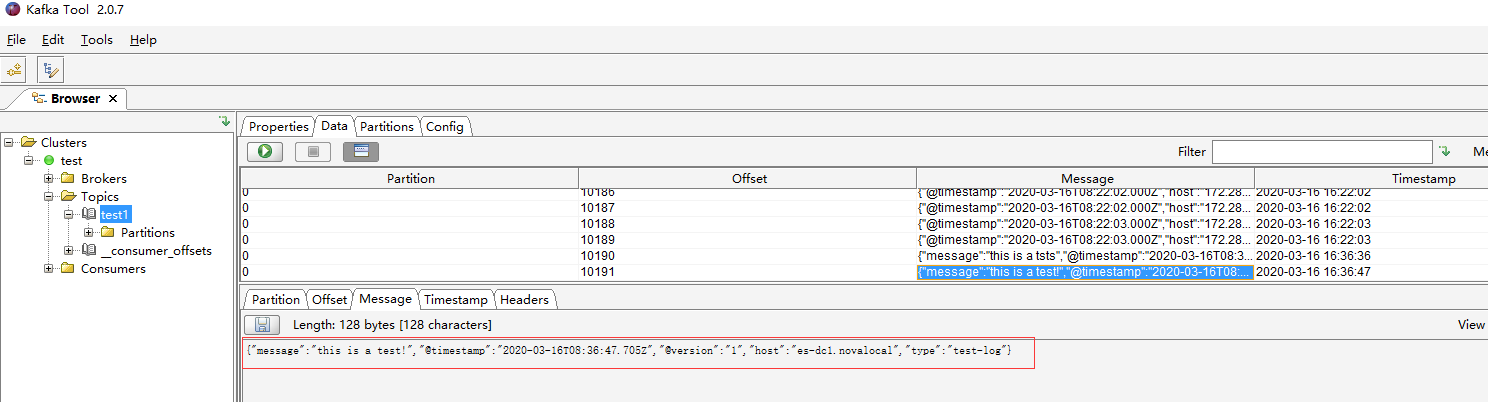 Kafka Tool 2.0.7
File Edit Tools Help
Browser
Clusters
test
Brokers
Topics
test1
Partitions
__consumer_offsets
Consumers
Properties Data Partitions Config
Filter Me
Partition Offset Message Timestamp
0 10186 {"@timestamp":"2020-03-16T08:22:02.000Z","host":"172.28... 2020-03-16 16:22:02
0 10187 {"@timestamp":"2020-03-16T08:22:02.000Z","host":"172.28... 2020-03-16 16:22:02
0 10188 {"@timestamp":"2020-03-16T08:22:03.000Z","host":"172.28... 2020-03-16 16:22:03
0 10189 {"@timestamp":"2020-03-16T08:22:03.000Z","host":"172.28... 2020-03-16 16:22:03
0 10190 {"message":"this is a tsts","@timestamp":"2020-03-16T08:3... 2020-03-16 16:36:36
0 10191 {"message":"this is a test!","@timestamp":"2020-03-16T08:... 2020-03-16 16:36:47
Partition Offset Message Timestamp Headers
Length: 128 bytes [128 characters] View
{"message":"this is a test!","@timestamp":"2020-03-16T08:36:47.705Z","@version":"1","host":"es-dc1.novalocal","type":"test-log"}